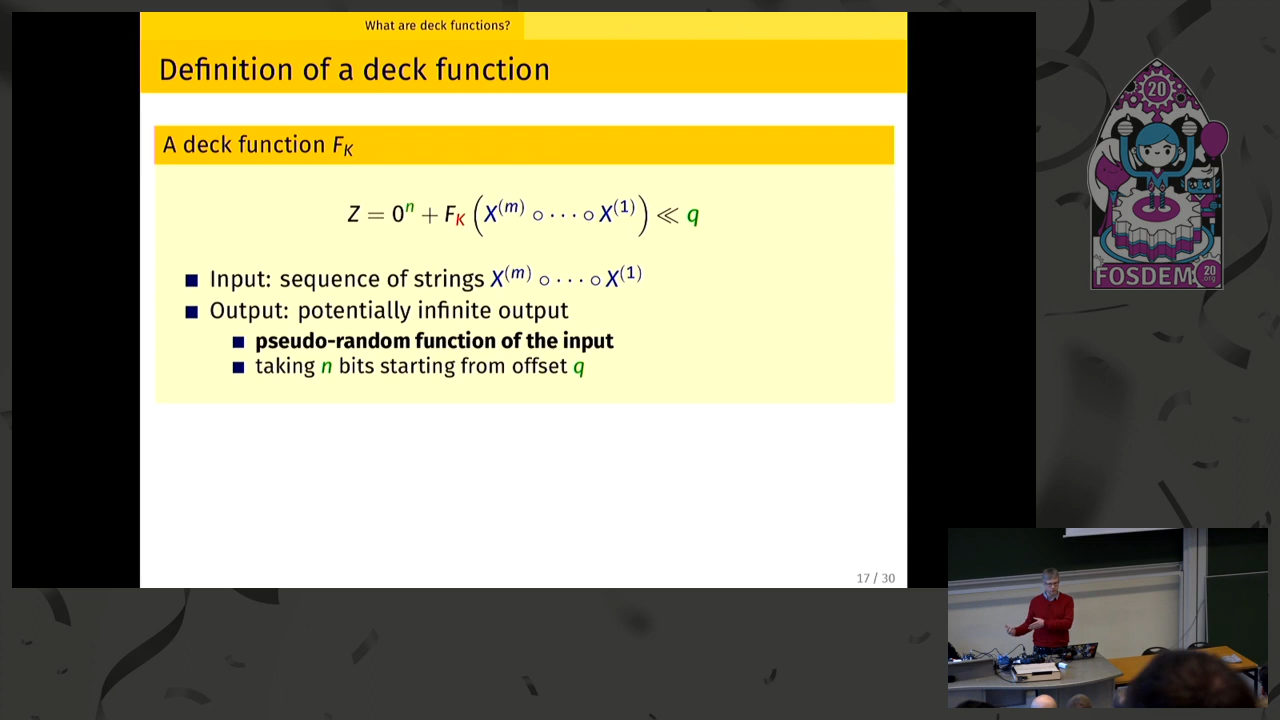 What are deck functions?
Definition of a deck function
A deck function F_K
Z = 0^n + F_K (X^(m) ∘ ⋯ ∘ X^(1)) ≪ q
■ Input: sequence of strings X^(m) ∘ ⋯ ∘ X^(1)
■ Output: potentially infinite output
■ pseudo-random function of the input
■ taking n bits starting from offset q
17 / 30
20
FOSDEM
20
.org